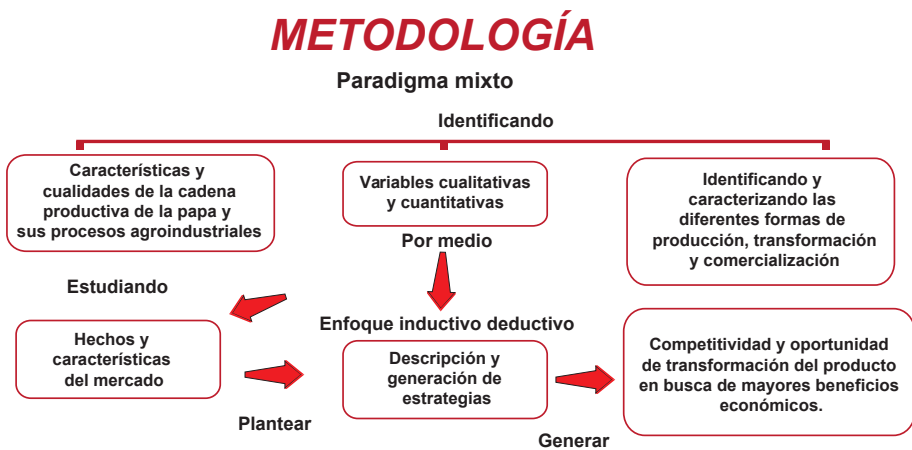 METODOLOGÍA
Paradigma mixto
Identificando
Características y
cualidades de la cadena
productiva de la papa y
sus procesos agroindustriales
Variables cualitativas
y cuantitativas
Identificando y
caracterizando las
diferentes formas de
producción, transformación
y comercialización
Por medio
Estudiando
Enfoque inductivo deductivo
Hechos y
características
del mercado
Descripción y
generación de
estrategias
Competitividad y oportunidad
de transformación del producto
en busca de mayores beneficios
económicos.
Plantear
Generar